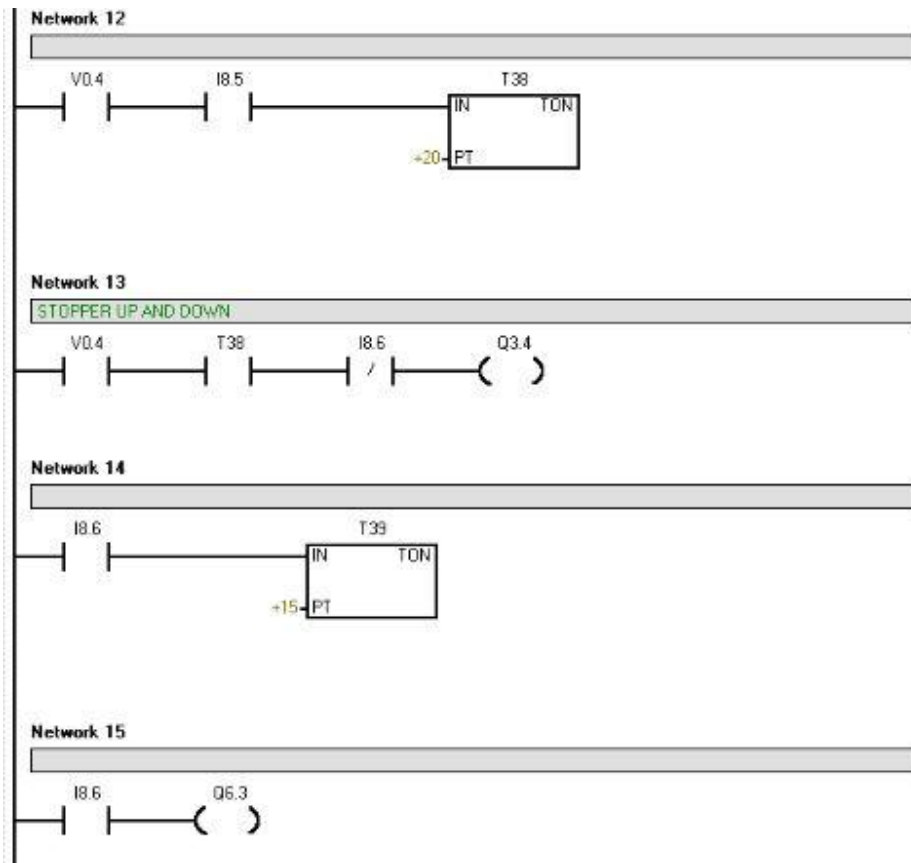 Network 12
V0.4 I8.5 T38
IN TON
+20 PT
Network 13
STOPPER UP AND DOWN
V0.4 T38 I8.6 Q3.4
Network 14
I8.6 T39
IN TON
+15 PT
Network 15
I8.6 Q6.3